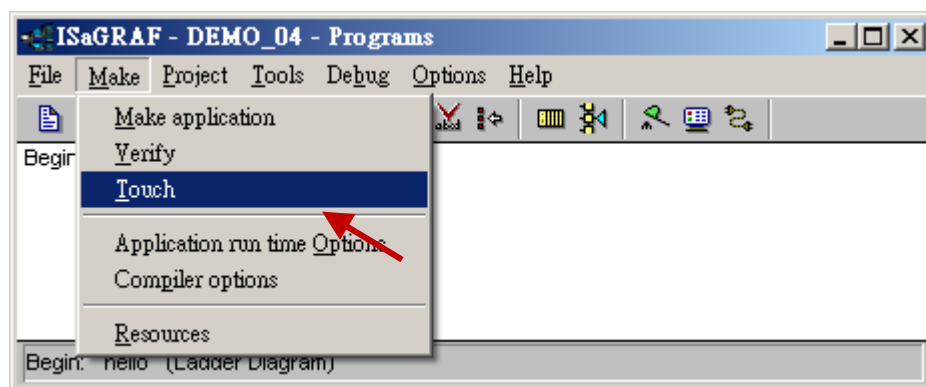 ISaGRAF - DEMO_04 - Programs
File Make Project Tools Debug Options Help
Make application
Begin
Verify
Touch
Application run time Options
Compiler options
Resources
Begin: hello (Ladder Diagram)